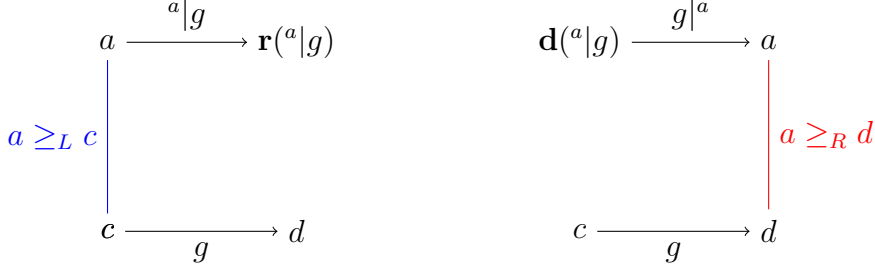 ᵃ|g g|ᵃ
a r(ᵃ|g) d(ᵃ|g) a
a ≥_L c a ≥_R d
c d c d
g g